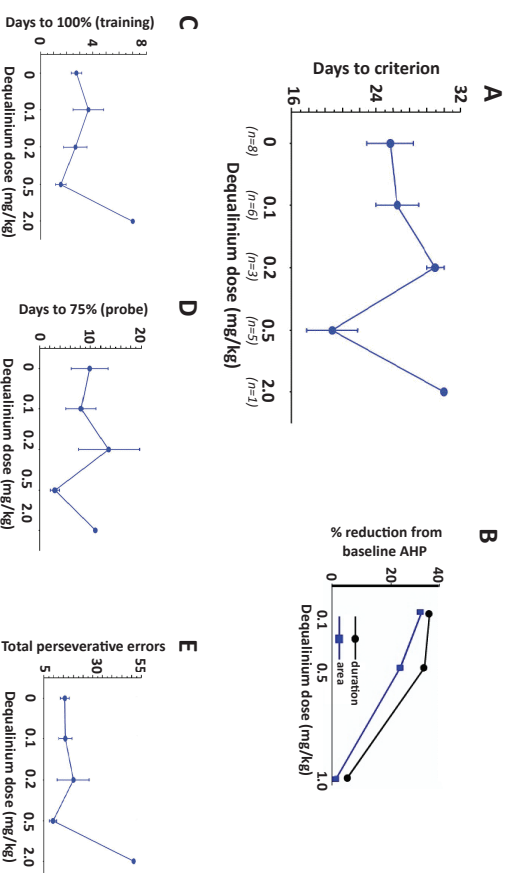 A
Days to criterion
32
24
16
0 0.1 0.2 0.5 2.0
(n=8) (n=6) (n=3) (n=5) (n=1)
Dequalinium dose (mg/kg)
B
% reduction from
baseline AHP
40
20
0
duration
area
0.1 0.5 1.0
Dequalinium dose (mg/kg)
C
Days to 100% (training)
8
4
0
0 0.1 0.2 0.5 2.0
Dequalinium dose (mg/kg)
D
Days to 75% (probe)
20
10
0
0 0.1 0.2 0.5 2.0
Dequalinium dose (mg/kg)
E
Total perseverative errors
55
30
5
0 0.1 0.2 0.5 2.0
Dequalinium dose (mg/kg)